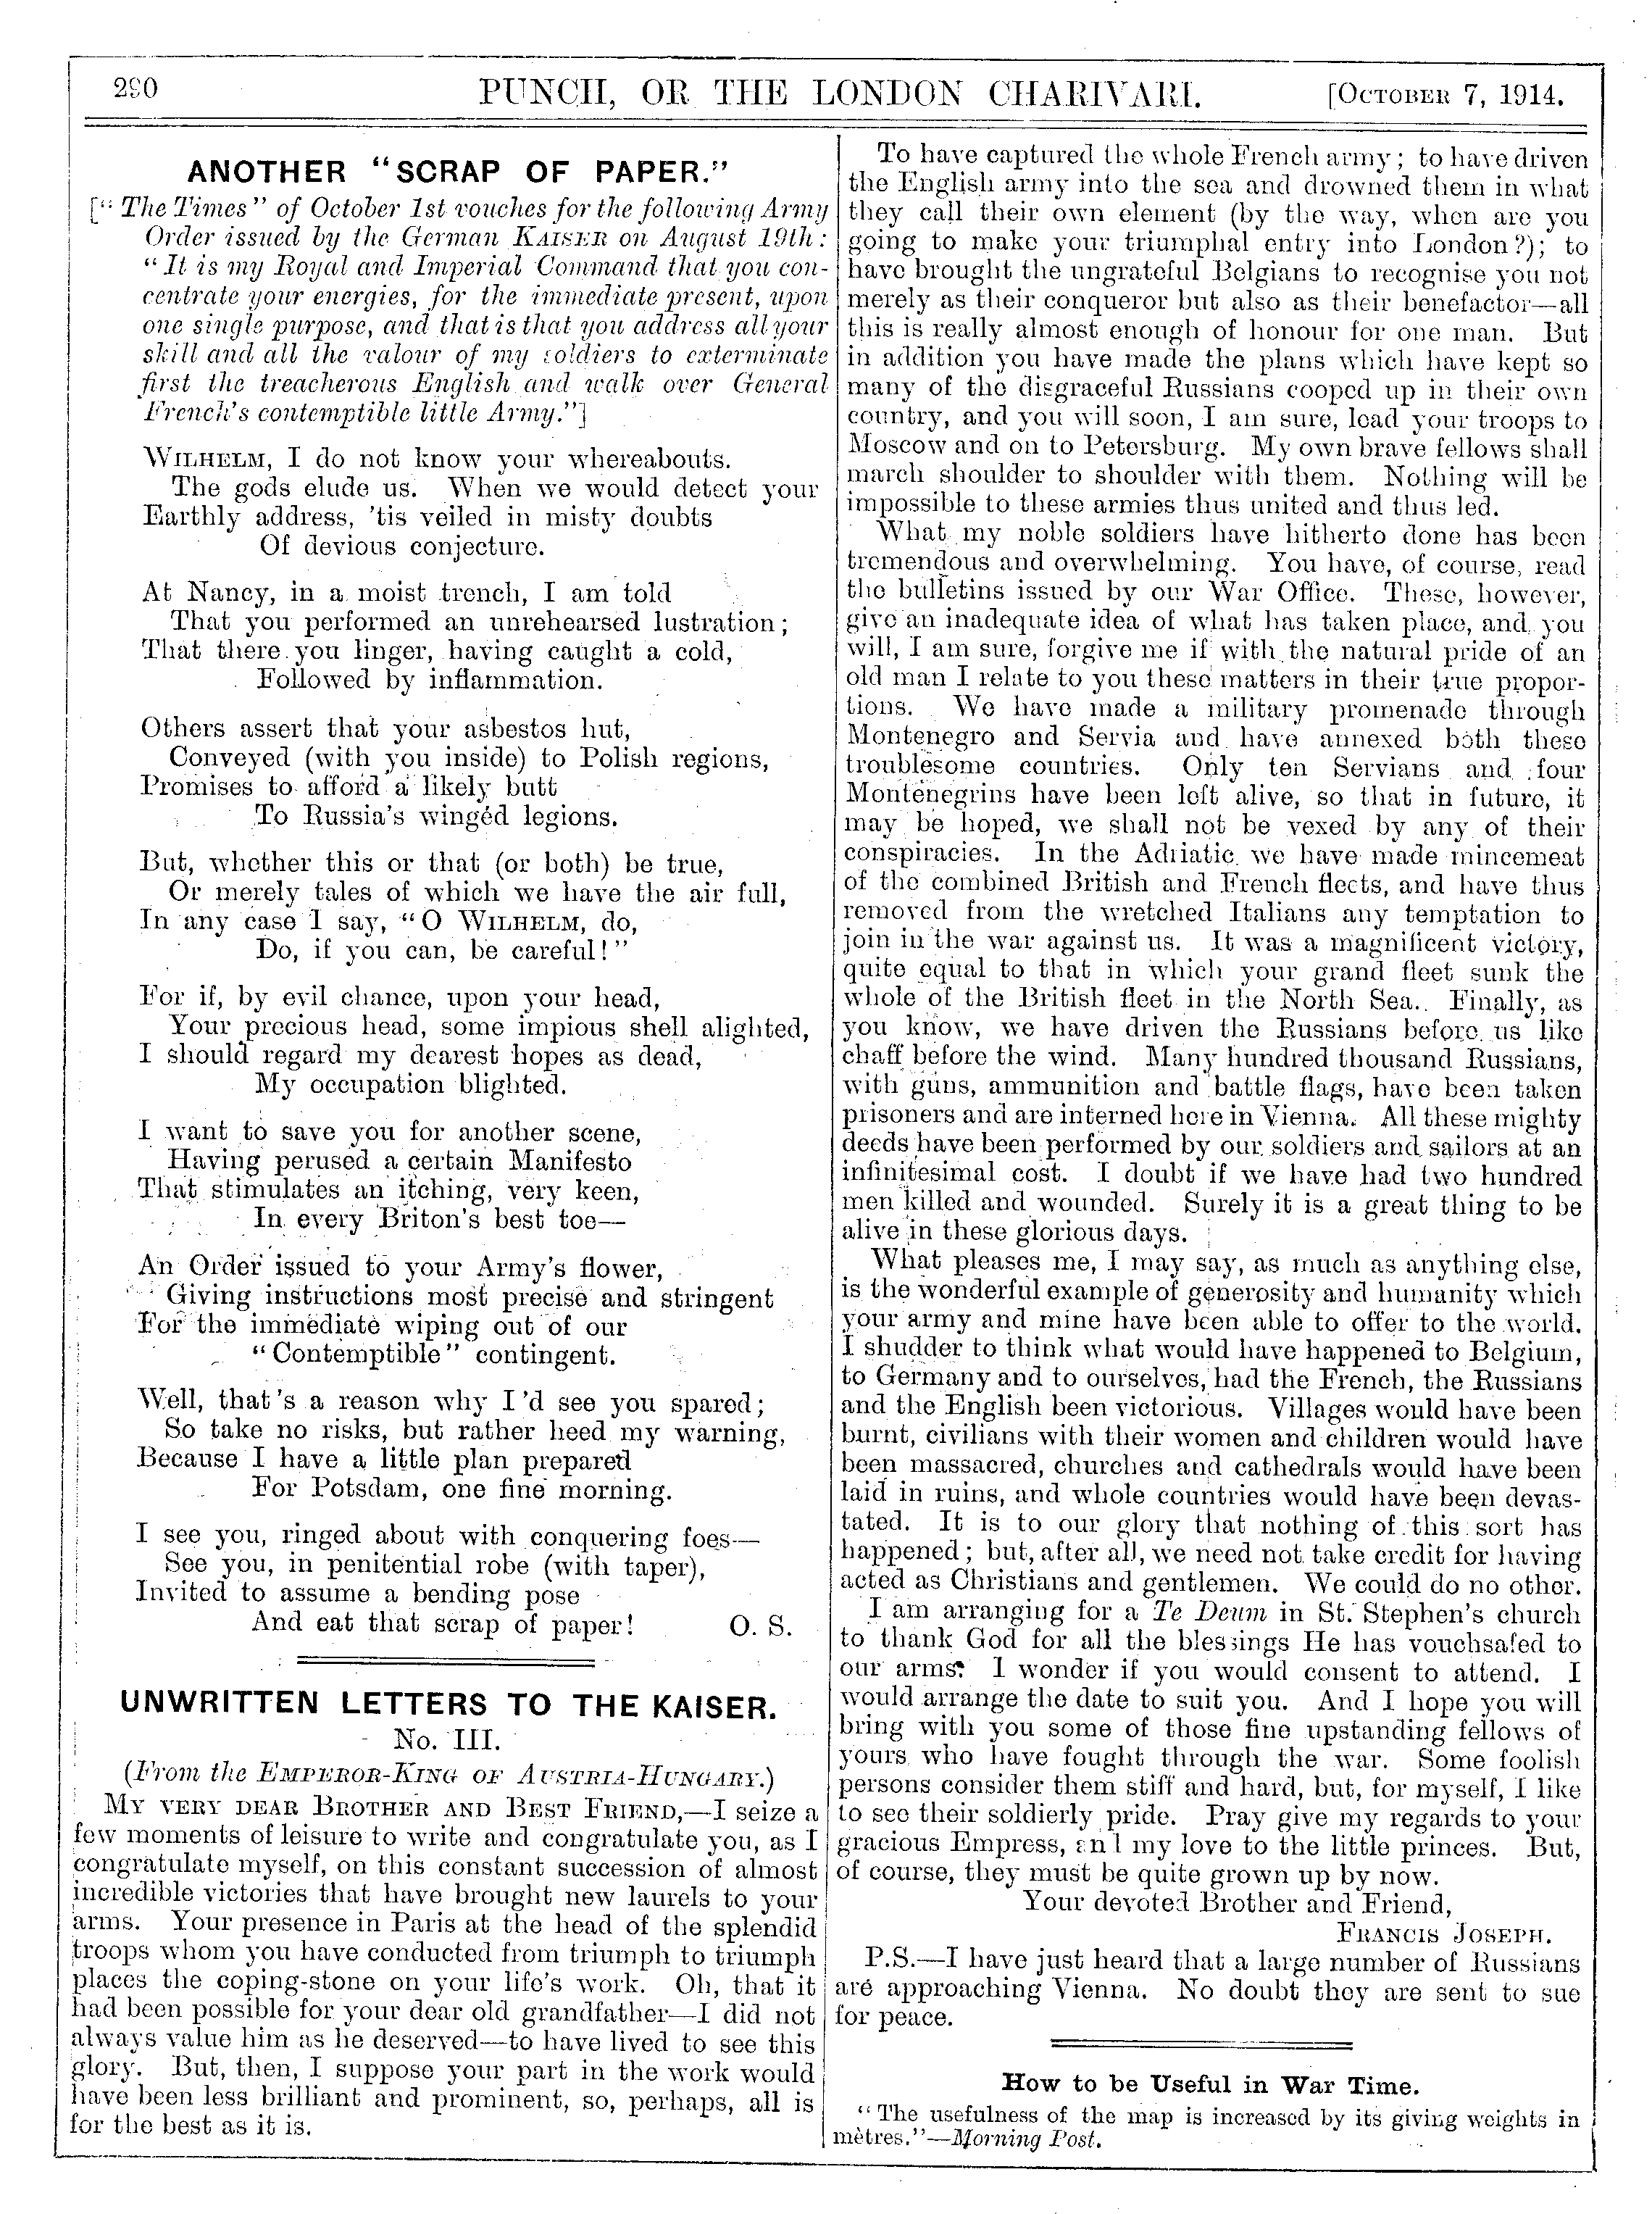 290
PUNCH, OR THE LONDON CHARIVARI.
[OCTOBER 7, 1914.
ANOTHER "SCRAP OF PAPER."
["The Times" of October 1st vouches for the following Army
Order issued by the German KAISER on August 19th:
"It is my Royal and Imperial Command that you con-
centrate your energies, for the immediate present, upon
one single purpose, and that is that you address all your
skill and all the valour of my soldiers to exterminate
first the treacherous English and walk over General
French's contemptible little Army."]
WILHELM, I do not know your whereabouts.
The gods elude us. When we would detect your
Earthly address, 'tis veiled in misty doubts
Of devious conjecture.
At Nancy, in a moist trench, I am told
That you performed an unrehearsed lustration;
That there you linger, having caught a cold,
Followed by inflammation.
Others assert that your asbestos hut,
Conveyed (with you inside) to Polish regions,
Promises to afford a likely butt
To Russia's wingéd legions.
But, whether this or that (or both) be true,
Or merely tales of which we have the air full,
In any case I say, "O WILHELM, do,
Do, if you can, be careful!"
For if, by evil chance, upon your head,
Your precious head, some impious shell alighted,
I should regard my dearest hopes as dead,
My occupation blighted.
I want to save you for another scene,
Having perused a certain Manifesto
That stimulates an itching, very keen,
In every Briton's best toe—
An Order issued to your Army's flower,
Giving instructions most precise and stringent
For the immediate wiping out of our
"Contemptible" contingent.
Well, that's a reason why I'd see you spared;
So take no risks, but rather heed my warning,
Because I have a little plan prepared
For Potsdam, one fine morning.
I see you, ringed about with conquering foes—
See you, in penitential robe (with taper),
Invited to assume a bending pose
And eat that scrap of paper! O. S.
UNWRITTEN LETTERS TO THE KAISER.
No. III.
(From the EMPEROR-KING OF AUSTRIA-HUNGARY.)
MY VERY DEAR BROTHER AND BEST FRIEND,—I seize a
few moments of leisure to write and congratulate you, as I
congratulate myself, on this constant succession of almost
incredible victories that have brought new laurels to your
arms. Your presence in Paris at the head of the splendid
troops whom you have conducted from triumph to triumph
places the coping-stone on your life's work. Oh, that it
had been possible for your dear old grandfather—I did not
always value him as he deserved—to have lived to see this
glory. But, then, I suppose your part in the work would
have been less brilliant and prominent, so, perhaps, all is
for the best as it is.
To have captured the whole French army; to have driven
the English army into the sea and drowned them in what
they call their own element (by the way, when are you
going to make your triumphal entry into London?); to
have brought the ungrateful Belgians to recognise you not
merely as their conqueror but also as their benefactor—all
this is really almost enough of honour for one man. But
in addition you have made the plans which have kept so
many of the disgraceful Russians cooped up in their own
country, and you will soon, I am sure, lead your troops to
Moscow and on to Petersburg. My own brave fellows shall
march shoulder to shoulder with them. Nothing will be
impossible to these armies thus united and thus led.
What my noble soldiers have hitherto done has been
tremendous and overwhelming. You have, of course, read
the bulletins issued by our War Office. These, however,
give an inadequate idea of what has taken place, and you
will, I am sure, forgive me if with the natural pride of an
old man I relate to you these matters in their true propor-
tions. We have made a military promenade through
Montenegro and Servia and have annexed both these
troublesome countries. Only ten Servians and four
Montenegrins have been left alive, so that in future, it
may be hoped, we shall not be vexed by any of their
conspiracies. In the Adriatic we have made mincemeat
of the combined British and French fleets, and have thus
removed from the wretched Italians any temptation to
join in the war against us. It was a magnificent victory,
quite equal to that in which your grand fleet sunk the
whole of the British fleet in the North Sea. Finally, as
you know, we have driven the Russians before us like
chaff before the wind. Many hundred thousand Russians,
with guns, ammunition and battle flags, have been taken
prisoners and are interned here in Vienna. All these mighty
deeds have been performed by our soldiers and sailors at an
infinitesimal cost. I doubt if we have had two hundred
men killed and wounded. Surely it is a great thing to be
alive in these glorious days.
What pleases me, I may say, as much as anything else,
is the wonderful example of generosity and humanity which
your army and mine have been able to offer to the world.
I shudder to think what would have happened to Belgium,
to Germany and to ourselves, had the French, the Russians
and the English been victorious. Villages would have been
burnt, civilians with their women and children would have
been massacred, churches and cathedrals would have been
laid in ruins, and whole countries would have been devas-
tated. It is to our glory that nothing of this sort has
happened; but, after all, we need not take credit for having
acted as Christians and gentlemen. We could do no other.
I am arranging for a Te Deum in St. Stephen's church
to thank God for all the blessings He has vouchsafed to
our arms. I wonder if you would consent to attend. I
would arrange the date to suit you. And I hope you will
bring with you some of those fine upstanding fellows of
yours who have fought through the war. Some foolish
persons consider them stiff and hard, but, for myself, I like
to see their soldierly pride. Pray give my regards to your
gracious Empress, and my love to the little princes. But,
of course, they must be quite grown up by now.
Your devoted Brother and Friend,
FRANCIS JOSEPH.
P.S.—I have just heard that a large number of Russians
are approaching Vienna. No doubt they are sent to sue
for peace.
How to be Useful in War Time.
"The usefulness of the map is increased by its giving weights in
mètres."—Morning Post.